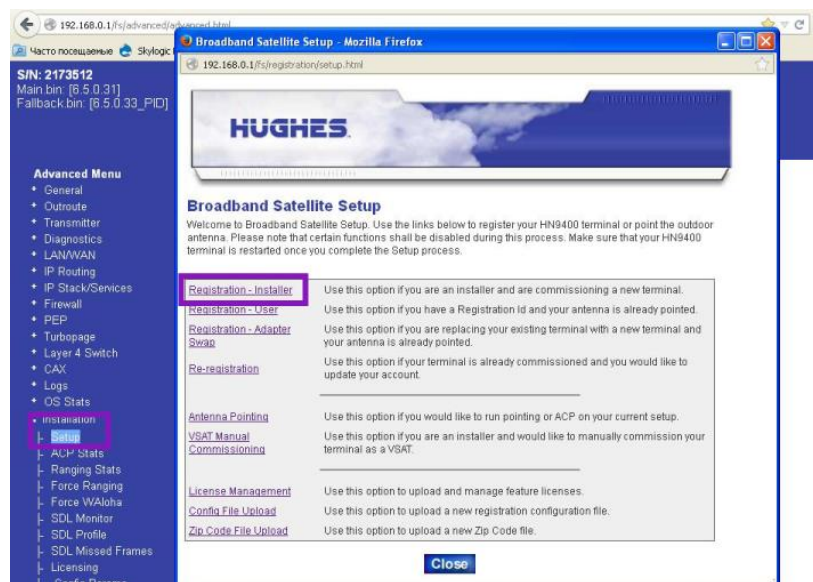 192.168.0.1/fs/advanced/advanced.html
Часто посещаемые Skylogic
S/N: 2173512
Main.bin: [6.5.0.31]
Fallback.bin: [6.5.0.33_PID]
Advanced Menu
General
Outroute
Transmitter
Diagnostics
LAN/WAN
IP Routing
IP Stack/Services
Firewall
PEP
Turbopage
Layer 4 Switch
CAX
Logs
OS Stats
Installation
Setup
ACP Stats
Ranging Stats
Force Ranging
Force WAloha
SDL Monitor
SDL Profile
SDL Missed Frames
Licensing
Config Params
Broadband Satellite Setup - Mozilla Firefox
192.168.0.1/fs/registration/setup.html
HUGHES
Broadband Satellite Setup
Welcome to Broadband Satellite Setup. Use the links below to register your HN9400 terminal or point the outdoor
antenna. Please note that certain functions shall be disabled during this process. Make sure that your HN9400
terminal is restarted once you complete the Setup process.
Registration - Installer Use this option if you are an installer and are commissioning a new terminal.
Registration - User Use this option if you have a Registration Id and your antenna is already pointed.
Registration - Adapter Use this option if you are replacing your existing terminal with a new terminal and
Swap your antenna is already pointed.
Re-registration Use this option if your terminal is already commissioned and you would like to
update your account.
Antenna Pointing Use this option if you would like to run pointing or ACP on your current setup.
VSAT Manual Use this option if you are an installer and would like to manually commission your
Commissioning terminal as a VSAT.
License Management Use this option to upload and manage feature licenses.
Config File Upload Use this option to upload a new registration configuration file.
Zip Code File Upload Use this option to upload a new Zip Code file.
Close